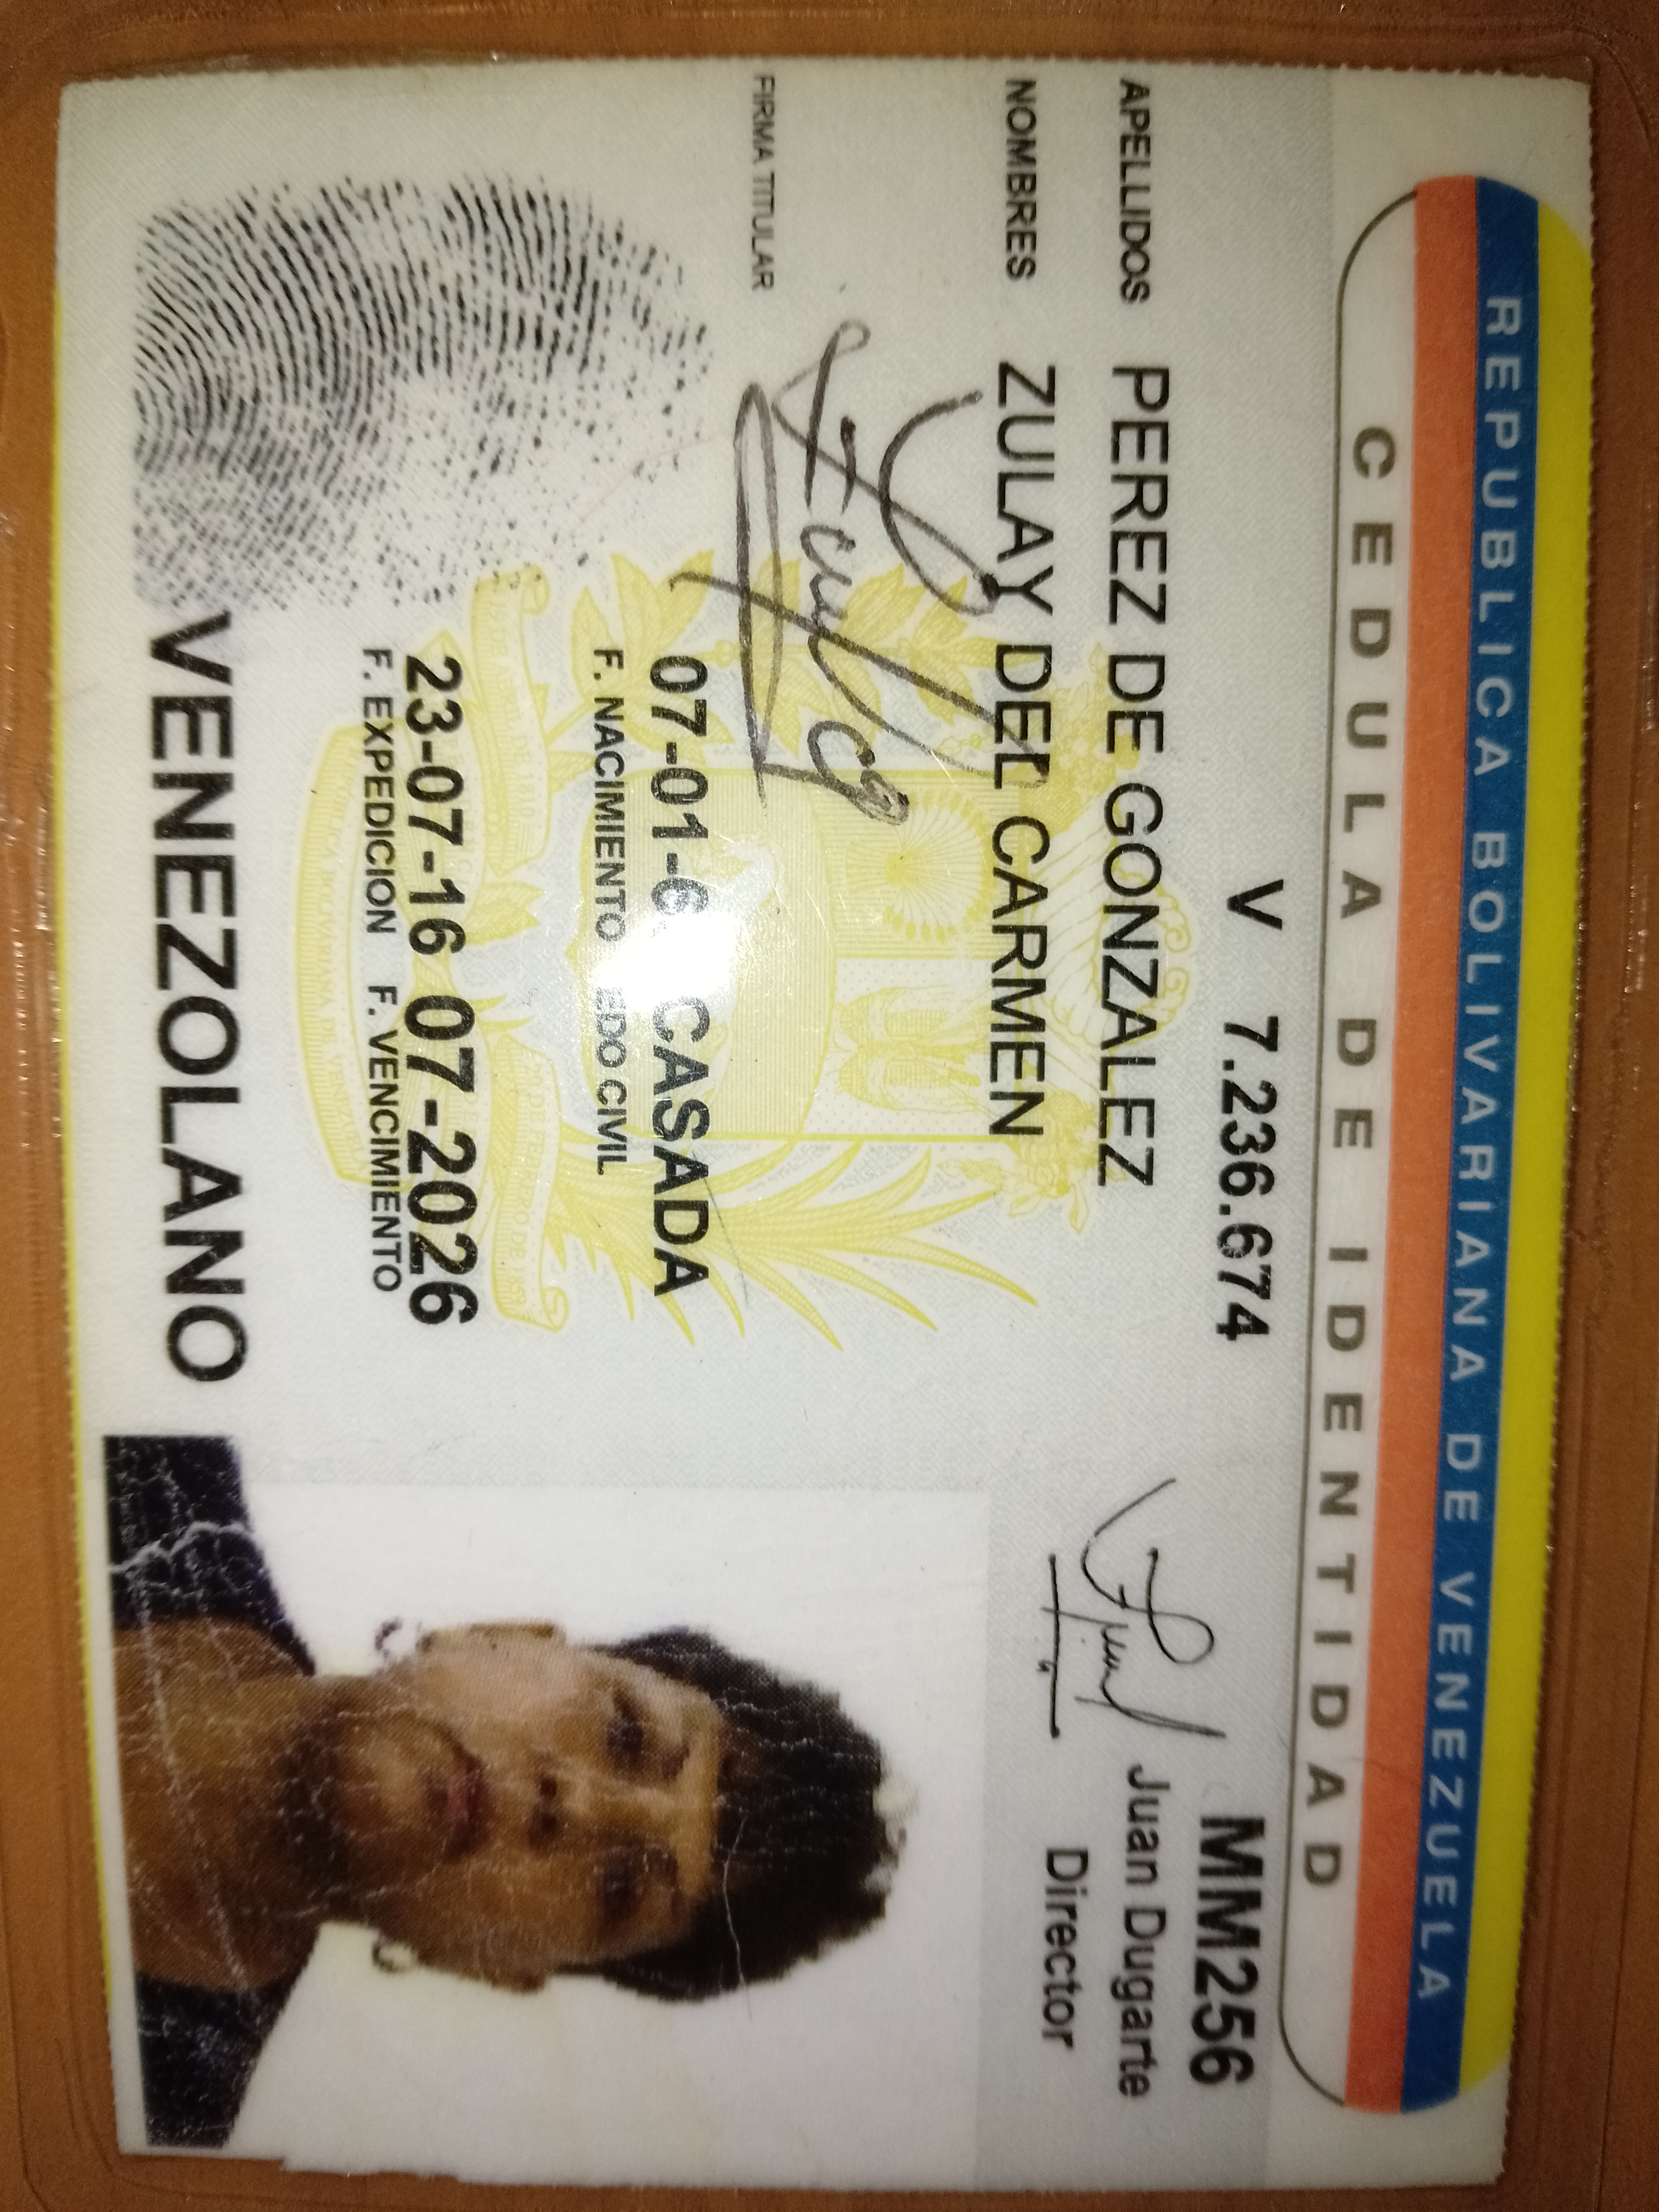 REPUBLICA BOLIVARIANA DE VENEZUELA
CEDULA DE IDENTIDAD
V 7.236.674
MM256
Juan Dugarte
Director
APELLIDOS PEREZ DE GONZALEZ
NOMBRES ZULAY DEL CARMEN
FIRMA TITULAR
07-01-6 CASADA
F. NACIMIENTO EDO CIVIL
23-07-16 07-2026
F. EXPEDICION F. VENCIMIENTO
VENEZOLANO